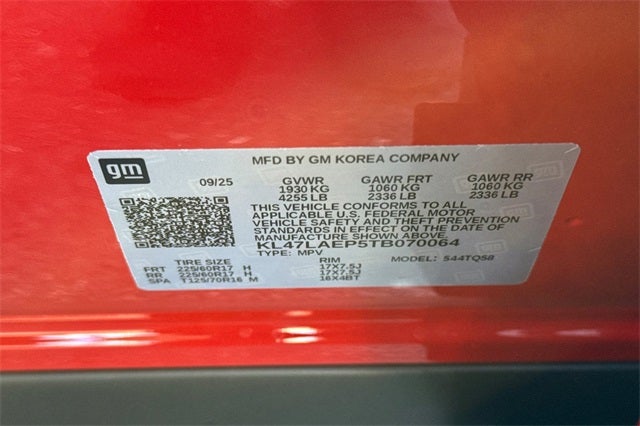 gm
MFD BY GM KOREA COMPANY
09/25 GVWR GAWR FRT GAWR RR
1930 KG 1060 KG 1060 KG
4255 LB 2336 LB 2336 LB
THIS VEHICLE CONFORMS TO ALL
APPLICABLE U.S. FEDERAL MOTOR
VEHICLE SAFETY AND THEFT PREVENTION
STANDARDS IN EFFECT ON THE DATE OF
MANUFACTURE SHOWN ABOVE.
KL47LAEP5TB070064
TYPE: MPV MODEL: 544TQ58
TIRE SIZE RIM
FRT 225/60R17 H 17X7.5J
RR 225/60R17 H 17X7.5J
SPA T125/70R16 M 16X4BT